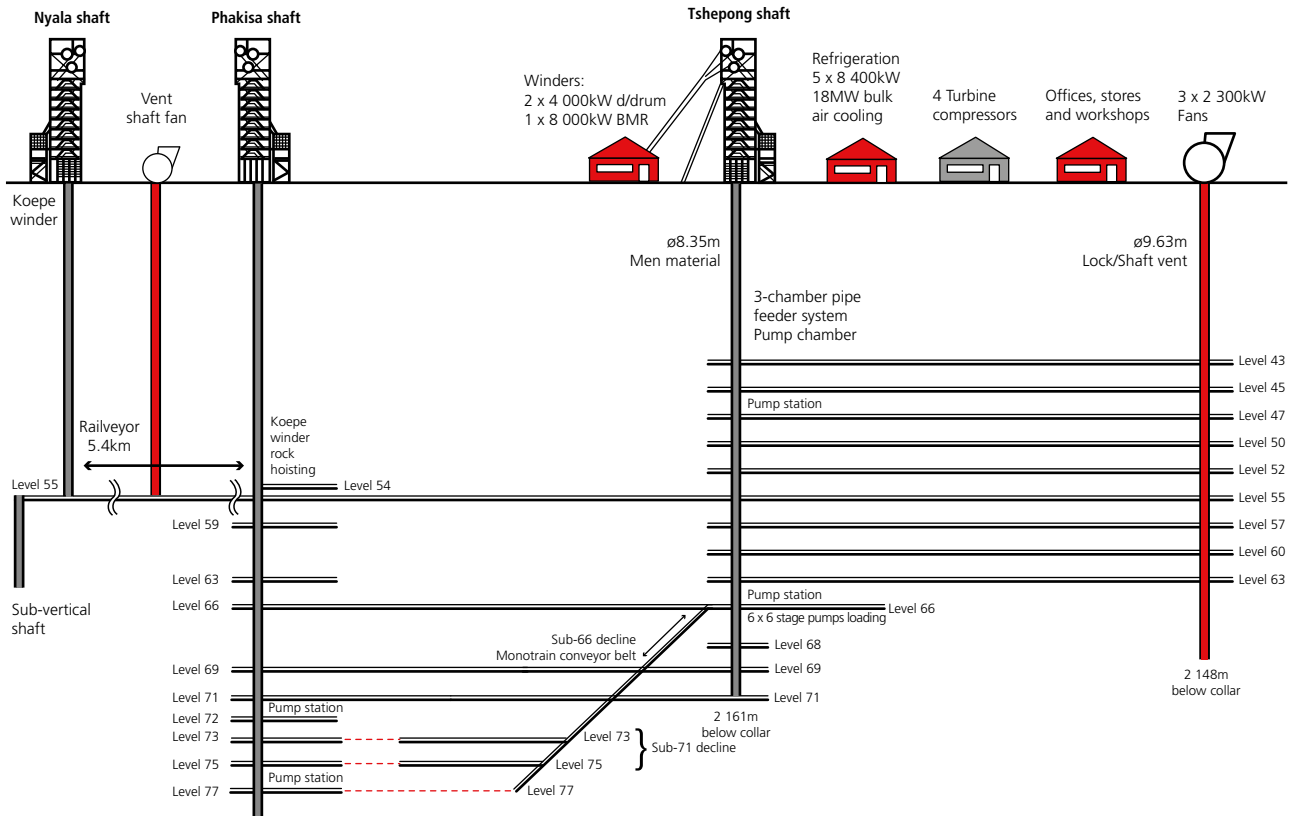 Nyala shaft
Phakisa shaft
Tshepong shaft
Vent
shaft fan
Winders:
2 x 4 000kW d/drum
1 x 8 000kW BMR
Refrigeration
5 x 8 400kW
18MW bulk
air cooling
4 Turbine
compressors
Offices, stores
and workshops
3 x 2 300kW
Fans
Koepe
winder
ø8.35m
Men material
ø9.63m
Lock/Shaft vent
3-chamber pipe
feeder system
Pump chamber
Level 43
Level 45
Pump station
Level 47
Railveyor
5.4km
Koepe
winder
rock
hoisting
Level 50
Level 52
Level 55
Level 54
Level 55
Level 59
Level 57
Level 60
Level 63
Level 63
Sub-vertical
shaft
Level 66
Pump station
6 x 6 stage pumps loading
Level 66
Sub-66 decline
Monotrain conveyor belt
Level 68
Level 69
Level 69
2 148m
below collar
Level 71
Level 71
Pump station
Level 72
2 161m
below collar
Level 73
Level 73
Sub-71 decline
Level 75
Level 75
Pump station
Level 77
Level 77